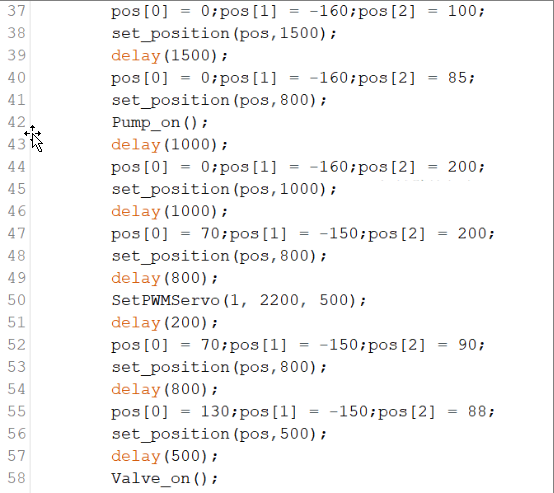 37 pos[0] = 0;pos[1] = -160;pos[2] = 100;
38 set_position(pos,1500);
39 delay(1500);
40 pos[0] = 0;pos[1] = -160;pos[2] = 85;
41 set_position(pos,800);
42 Pump_on();
43 delay(1000);
44 pos[0] = 0;pos[1] = -160;pos[2] = 200;
45 set_position(pos,1000);
46 delay(1000);
47 pos[0] = 70;pos[1] = -150;pos[2] = 200;
48 set_position(pos,800);
49 delay(800);
50 SetPWMServo(1, 2200, 500);
51 delay(200);
52 pos[0] = 70;pos[1] = -150;pos[2] = 90;
53 set_position(pos,800);
54 delay(800);
55 pos[0] = 130;pos[1] = -150;pos[2] = 88;
56 set_position(pos,500);
57 delay(500);
58 Valve_on();